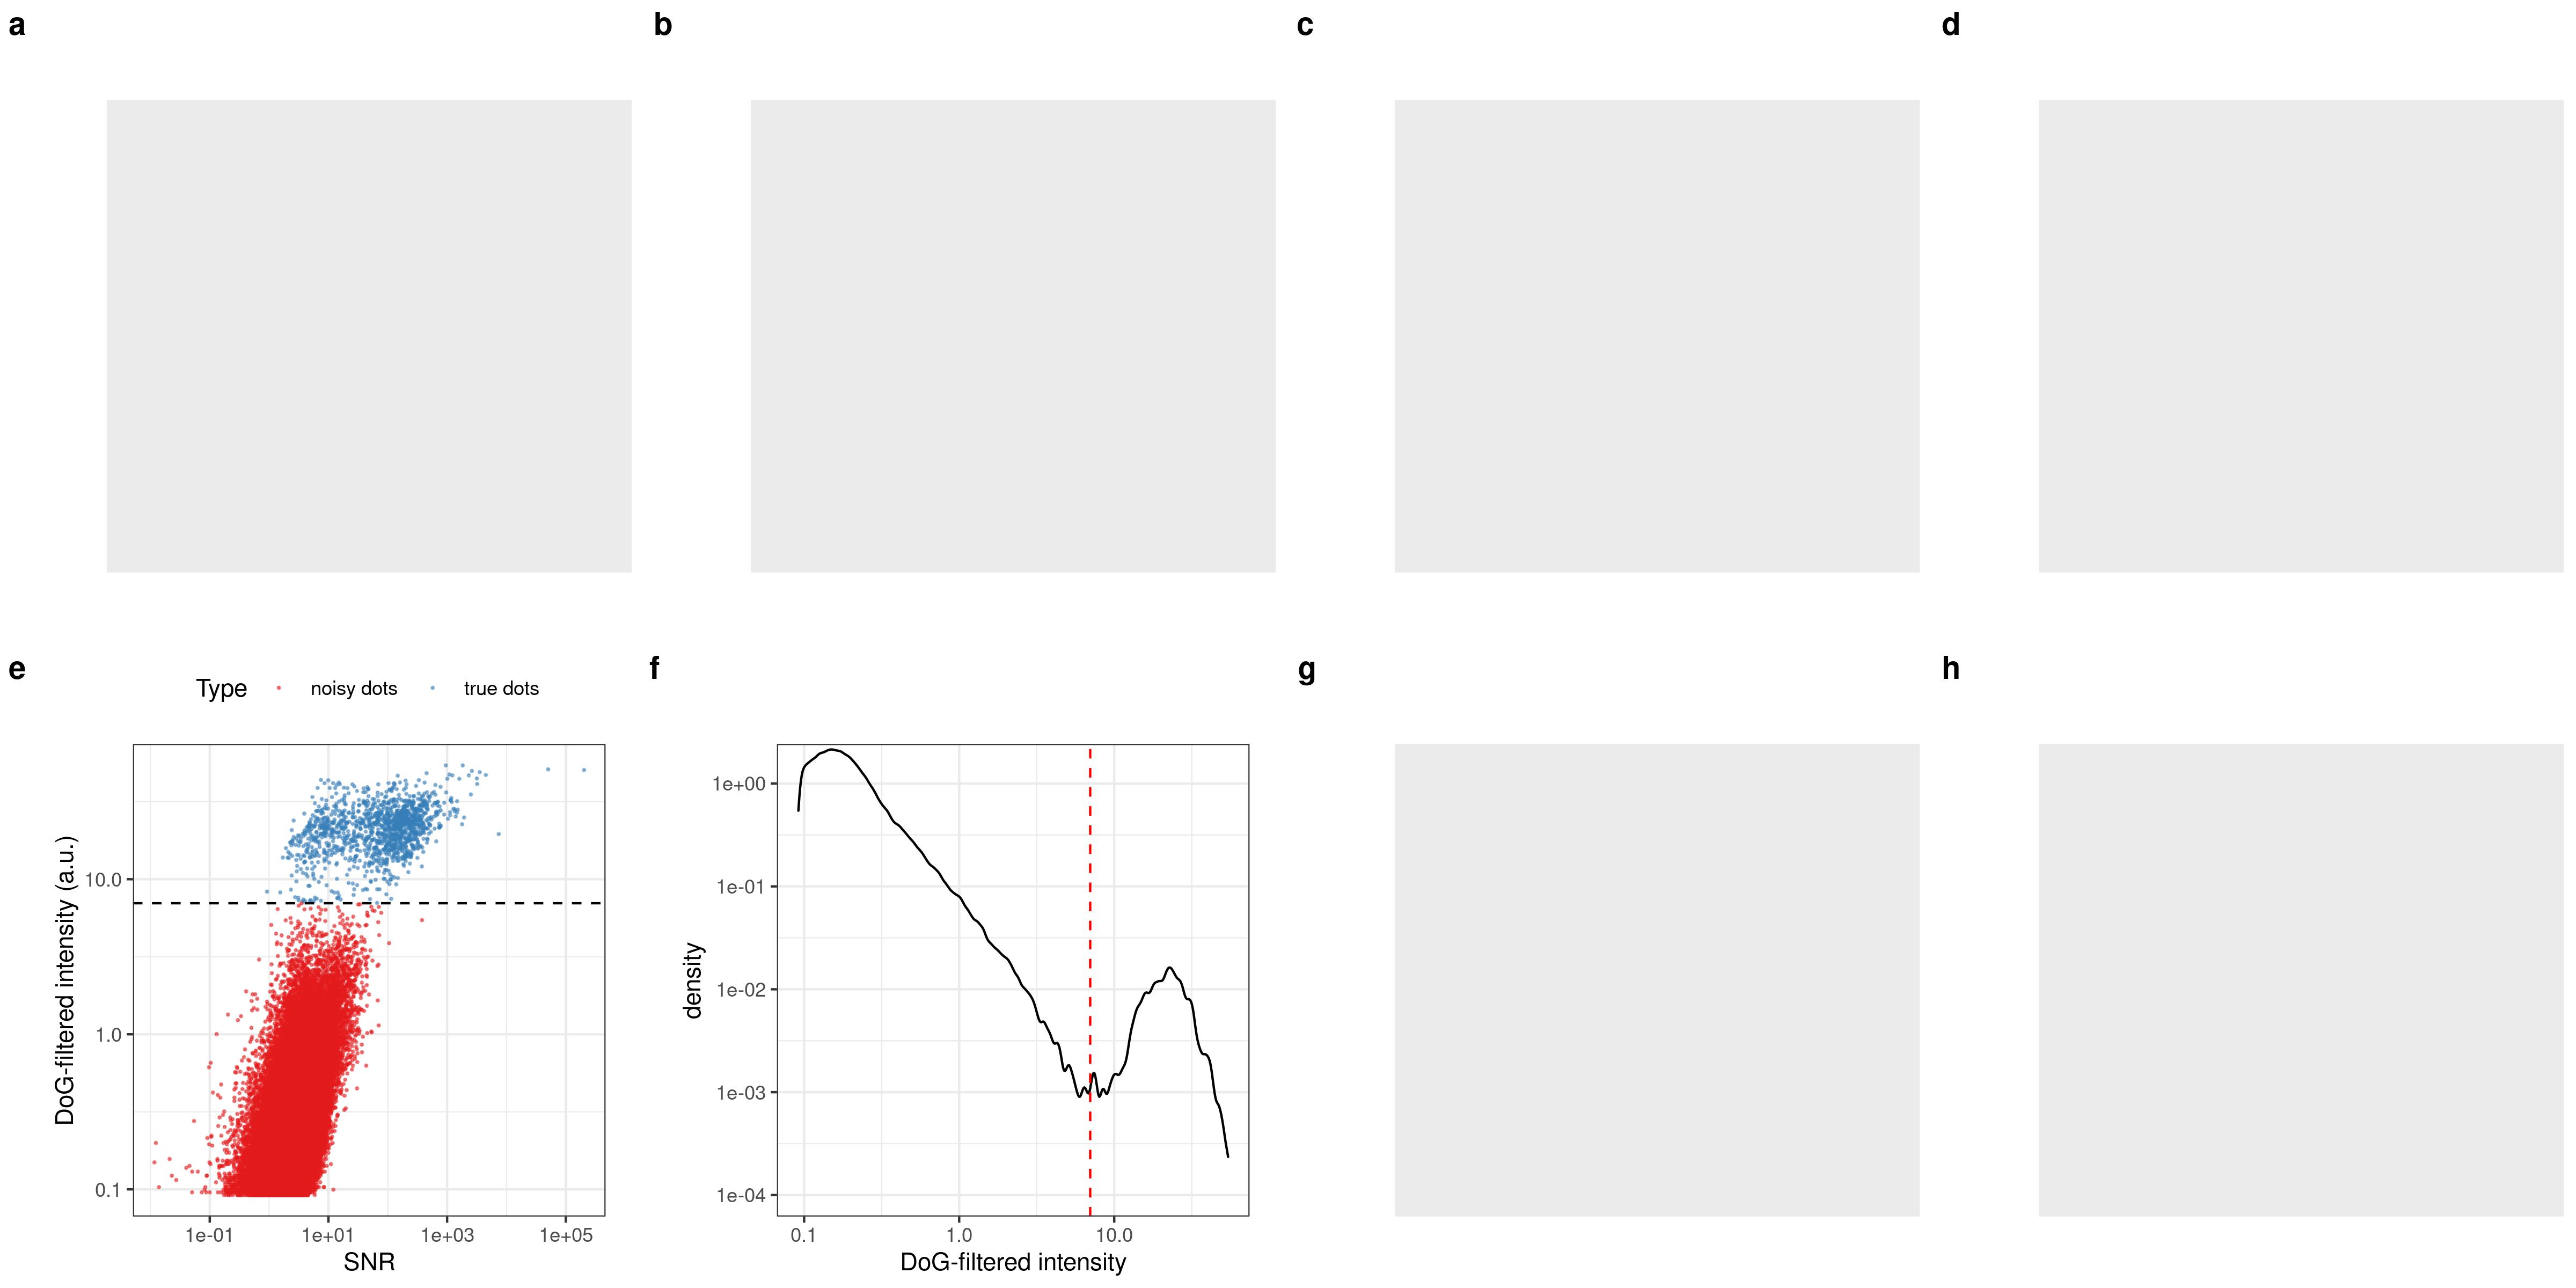 a
b
c
d
e
Type noisy dots true dots
DoG-filtered intensity (a.u.)
10.0
1.0
0.1
1e-01 1e+01 1e+03 1e+05
SNR
f
density
1e+00
1e-01
1e-02
1e-03
1e-04
0.1 1.0 10.0
DoG-filtered intensity
g
h